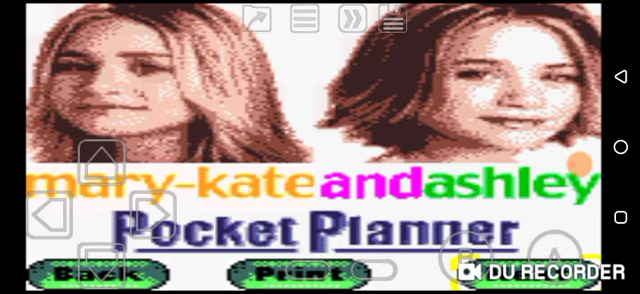 mary-kateandashley
Pocket Planner
B A
Back Print
DU RECORDER